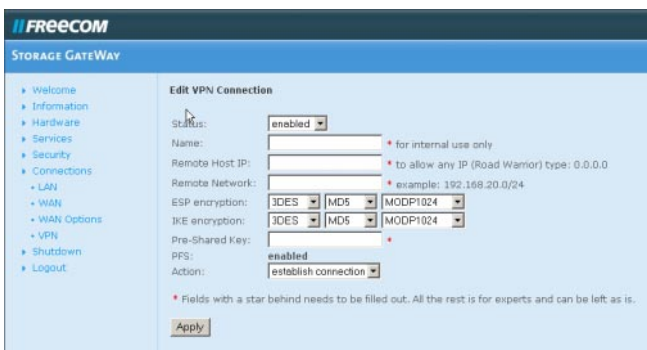 FREECOM
STORAGE GATEWAY
Welcome
Information
Hardware
Services
Security
Connections
LAN
WAN
WAN Options
VPN
Shutdown
Logout
Edit VPN Connection
Status: enabled
Name: * for internal use only
Remote Host IP: * to allow any IP (Road Warrior) type: 0.0.0.0
Remote Network: * example: 192.168.20.0/24
ESP encryption: 3DES MD5 MODP1024
IKE encryption: 3DES MD5 MODP1024
Pre-Shared Key: *
PFS: enabled
Action: establish connection
* Fields with a star behind needs to be filled out. All the rest is for experts and can be left as is.
Apply